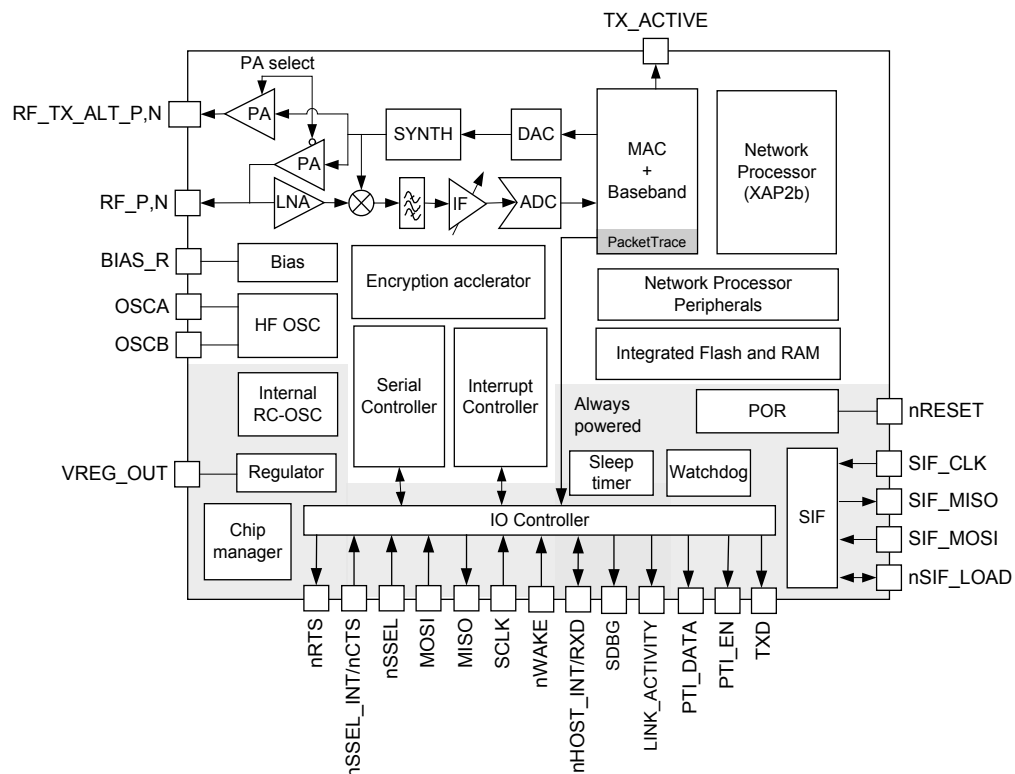 TX_ACTIVE
PA select
RF_TX_ALT_P,N
PA
SYNTH
DAC
MAC
+
Baseband
Network
Processor
(XAP2b)
PA
RF_P,N
LNA
IF
ADC
PacketTrace
BIAS_R
Bias
Encryption acclerator
Network Processor
Peripherals
OSCA
HF OSC
OSCB
Integrated Flash and RAM
Serial
Controller
Interrupt
Controller
Internal
RC-OSC
Always
powered
POR
nRESET
VREG_OUT
Regulator
Sleep
timer
Watchdog
SIF_CLK
SIF
SIF_MISO
Chip
manager
IO Controller
SIF_MOSI
nSIF_LOAD
nRTS
nSSEL_INT/nCTS
nSSEL
MOSI
MISO
SCLK
nWAKE
nHOST_INT/RXD
SDBG
LINK_ACTIVITY
PTI_DATA
PTI_EN
TXD